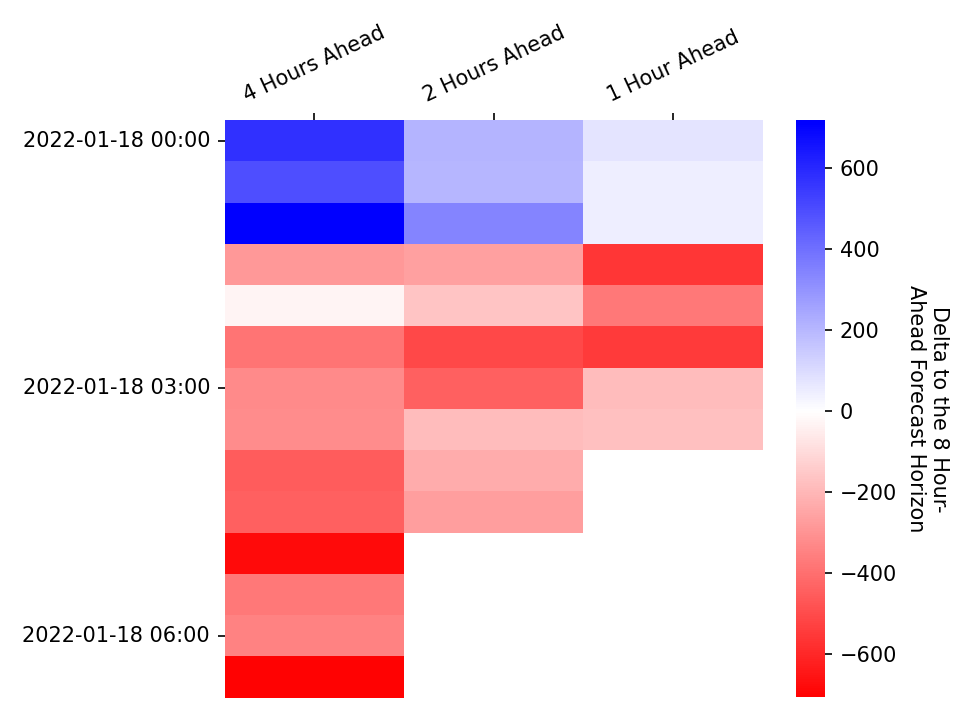 4 Hours Ahead
2 Hours Ahead
1 Hour Ahead
2022-01-18 00:00
2022-01-18 03:00
2022-01-18 06:00
600
400
200
0
−200
−400
−600
Delta to the 8 Hour-
Ahead Forecast Horizon